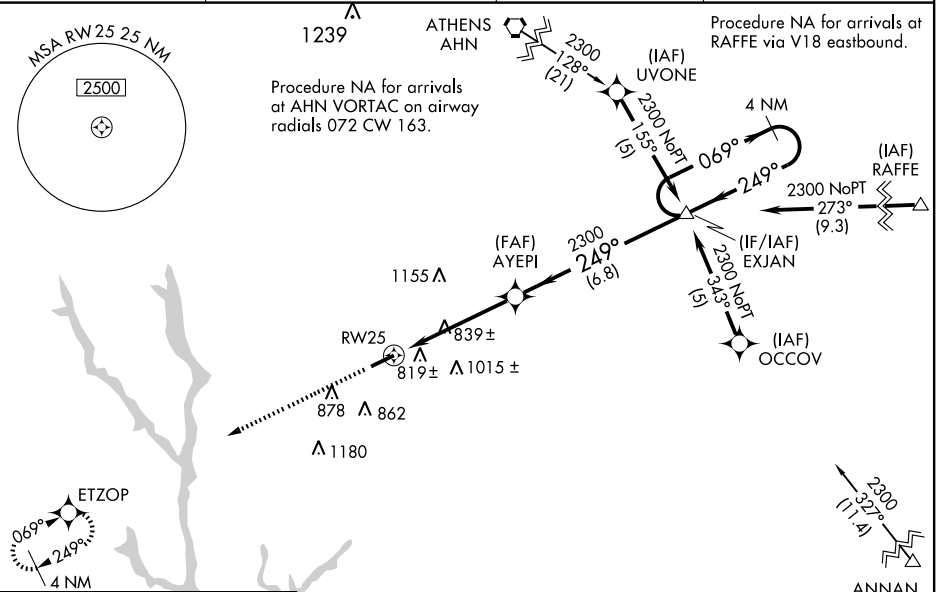 MSA RW 25 25 NM
2500
1239
Procedure NA for arrivals
at AHN VORTAC on airway
radials 072 CW 163.
ATHENS
AHN
2300
128°
(21)
(IAF)
UVONE
Procedure NA for arrivals at
RAFFE via V18 eastbound.
2300 NoPT
155°
(5)
4 NM
069°
249°
(IAF)
RAFFE
2300 NoPT
273°
(9.3)
(IF/IAF)
EXJAN
2300
249°
(6.8)
(FAF)
AYEPI
2300 NoPT
343°
(5)
(IAF)
OCCOV
1155
839±
RW25
819±
1015 ±
878
862
1180
ETZOP
069°
249°
4 NM
2300
327°
(11.4)
ANNAN